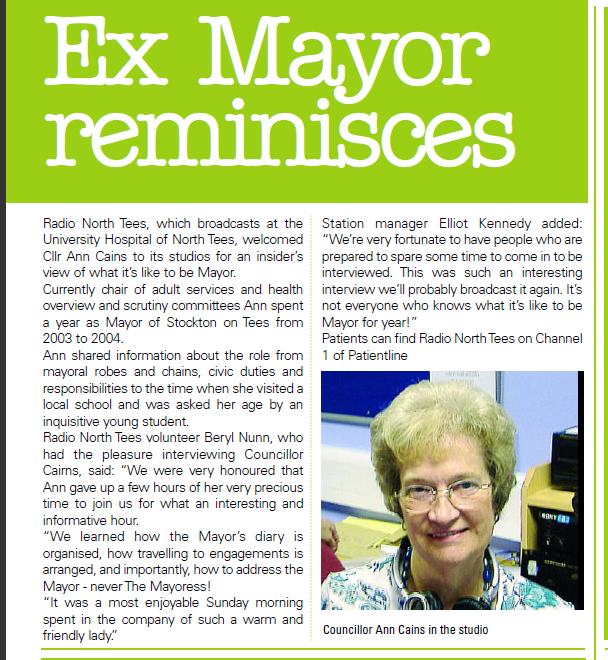 Ex Mayor
reminisces
Radio North Tees, which broadcasts at the
University Hospital of North Tees, welcomed
Cllr Ann Cains to its studios for an insider's
view of what it's like to be Mayor.
Currently chair of adult services and health
overview and scrutiny committees Ann spent
a year as Mayor of Stockton on Tees from
2003 to 2004.
Ann shared information about the role from
mayoral robes and chains, civic duties and
responsibilities to the time when she visited a
local school and was asked her age by an
inquisitive young student.
Radio North Tees volunteer Beryl Nunn, who
had the pleasure interviewing Councillor
Cairns, said: "We were very honoured that
Ann gave up a few hours of her very precious
time to join us for what an interesting and
informative hour.
"We learned how the Mayor's diary is
organised, how travelling to engagements is
arranged, and importantly, how to address the
Mayor - never The Mayoress!
"It was a most enjoyable Sunday morning
spent in the company of such a warm and
friendly lady."
Station manager Elliot Kennedy added:
"We're very fortunate to have people who are
prepared to spare some time to come in to be
interviewed. This was such an interesting
interview we'll probably broadcast it again. It's
not everyone who knows what it's like to be
Mayor for year!"
Patients can find Radio North Tees on Channel
1 of Patientline
SONY
Councillor Ann Cains in the studio